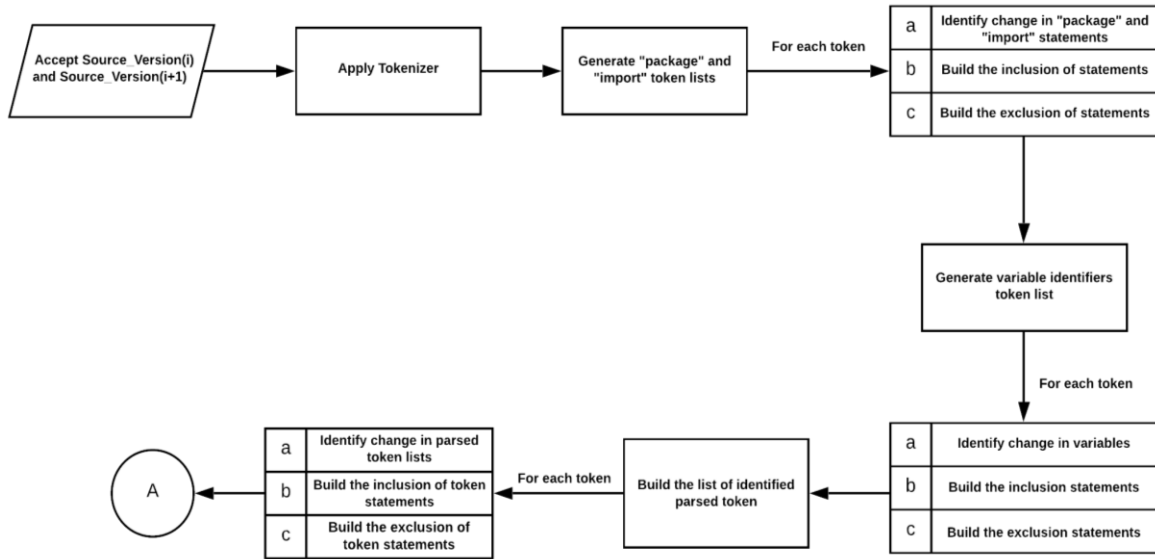 Accept Source_Version(i)
and Source_Version(i+1)
Apply Tokenizer
Generate "package" and
"import" token lists
For each token
a
Identify change in "package" and
"import" statements
b
Build the inclusion of statements
c
Build the exclusion of statements
Generate variable identifiers
token list
For each token
a
Identify change in variables
b
Build the inclusion statements
c
Build the exclusion statements
Build the list of identified
parsed token
For each token
a
Identify change in parsed
token lists
b
Build the inclusion of token
statements
c
Build the exclusion of
token statements
A